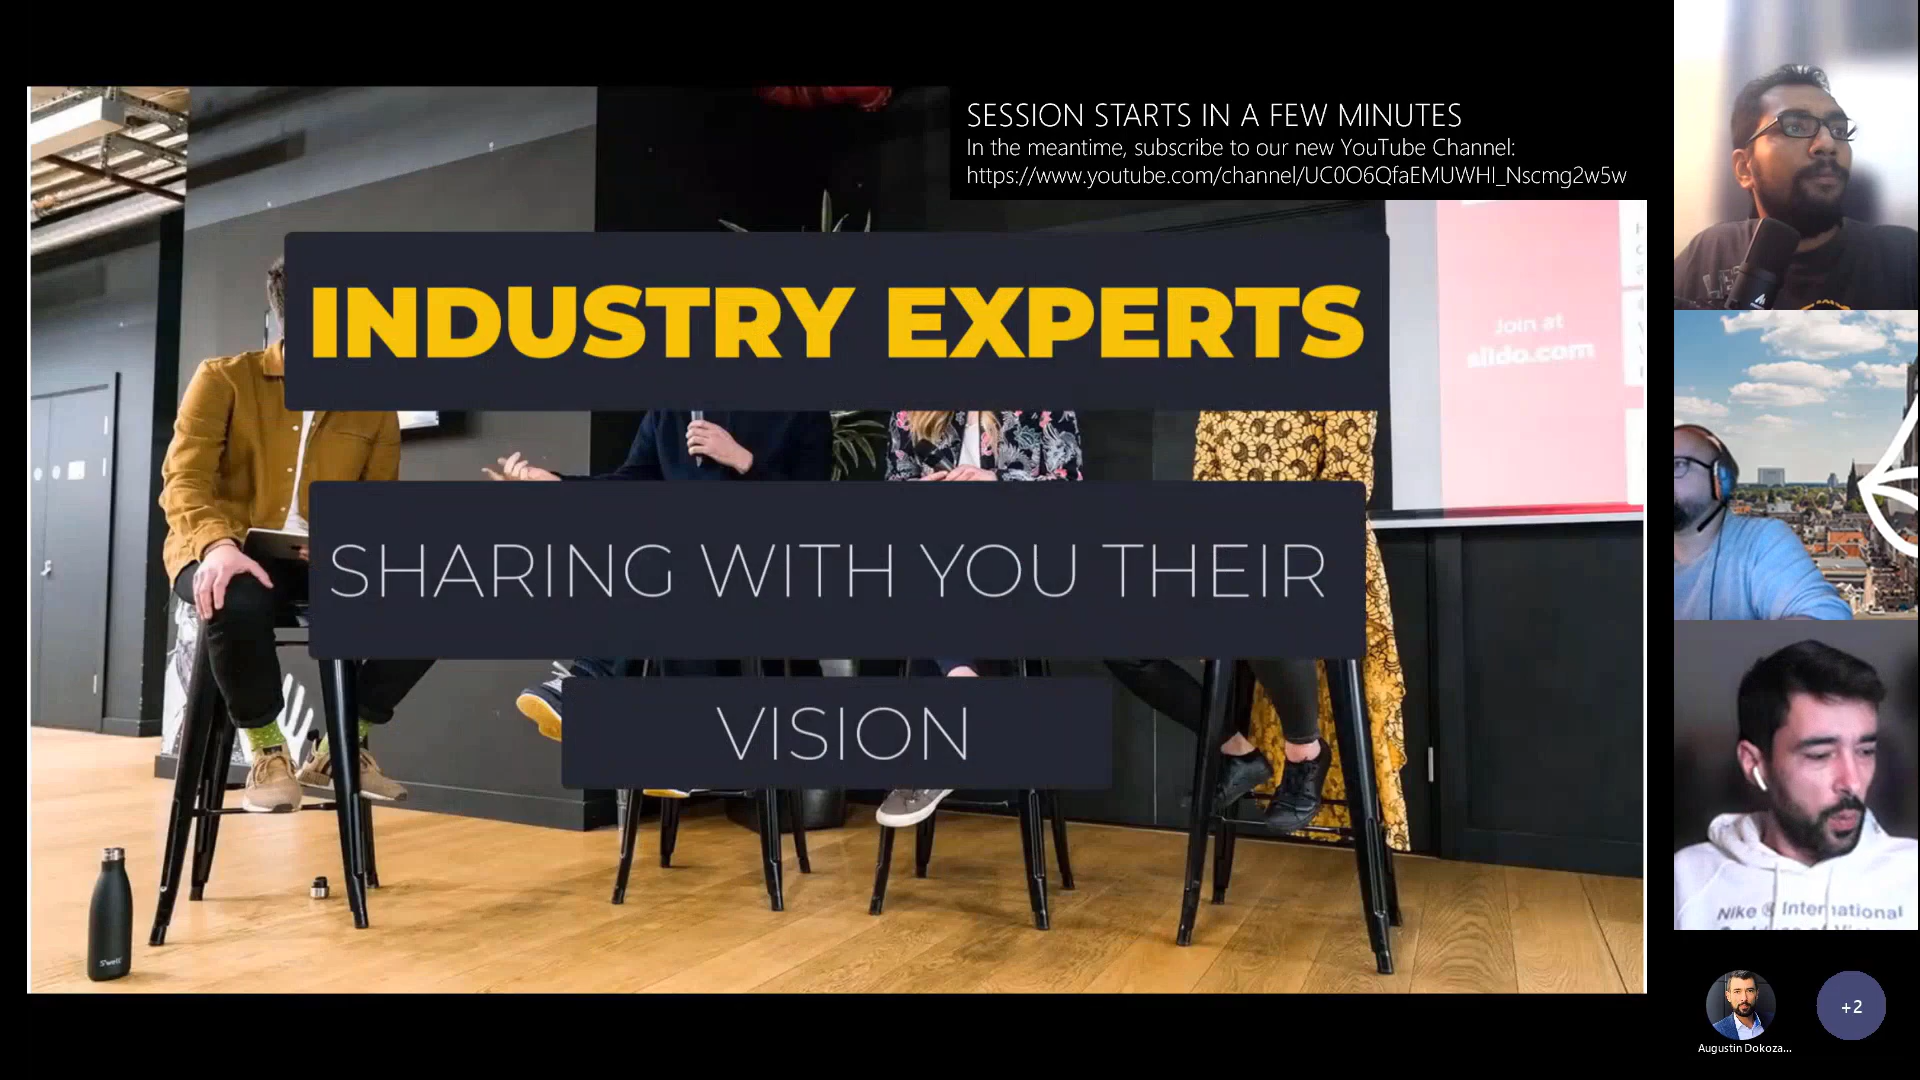 SESSION STARTS IN A FEW MINUTES
In the meantime, subscribe to our new YouTube Channel:
https://www.youtube.com/channel/UC0O6QfaEMUWHI_Nscmg2w5w
INDUSTRY EXPERTS
Join at
slido.com
SHARING WITH YOU THEIR
VISION
S'well
Nike ® International
Augustin Dokoza...
+2